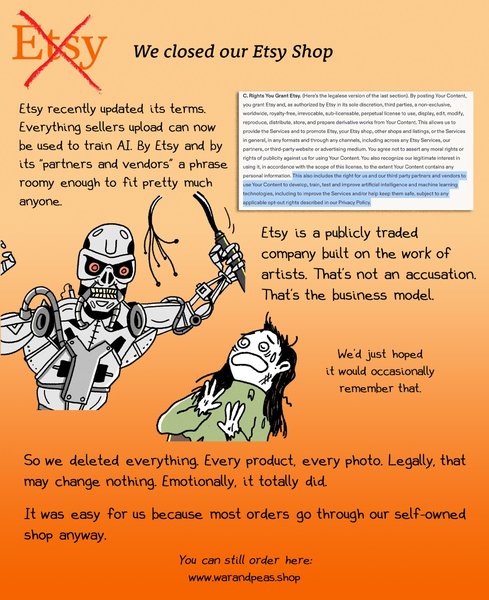 Etsy
We closed our Etsy Shop
Etsy recently updated its terms.
Everything sellers upload can now
be used to train AI. By Etsy and by
its "partners and vendors" a phrase
roomy enough to fit pretty much
anyone.
C. Rights You Grant Etsy. (Here's the legalese version of the last section). By posting Your Content,
you grant Etsy and, as authorized by Etsy in its sole discretion, third parties, a non-exclusive,
worldwide, royalty-free, irrevocable, sub-licensable, perpetual license to use, display, edit, modify,
reproduce, distribute, store, and prepare derivative works from Your Content. This allows us to
provide the Services and to promote Etsy, your Etsy shop, other shops and listings, or the Services
in general, in any formats and through any channels, including across any Etsy Services, our
partners, or third-party website or advertising medium. You agree not to assert any moral rights or
rights of publicity against us for using Your Content. You also recognize our legitimate interest in
using it, in accordance with the scope of this license, to the extent Your Content contains any
personal information. This also includes the right for us and our third party partners and vendors to
use Your Content to develop, train, test and improve artificial intelligence and machine learning
technologies, including to improve the Services and/or help keep them safe, subject to any
applicable opt-out rights described in our Privacy Policy.
Etsy is a publicly traded
company built on the work of
artists. That's not an accusation.
That's the business model.
We'd just hoped
it would occasionally
remember that.
So we deleted everything. Every product, every photo. Legally, that
may change nothing. Emotionally, it totally did.
It was easy for us because most orders go through our self-owned
shop anyway.
You can still order here:
www.warandpeas.shop